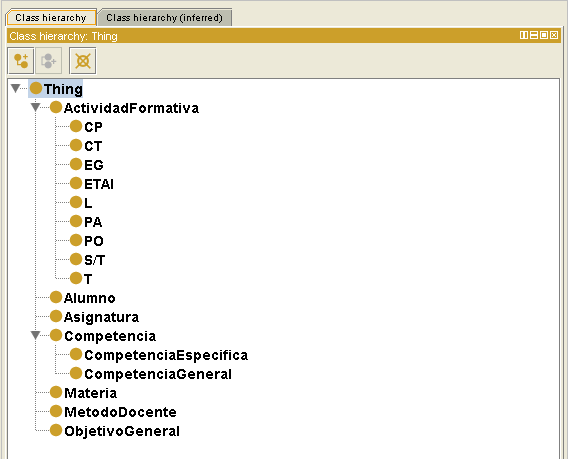 Class hierarchy Class hierarchy (inferred)
Class hierarchy: Thing
Thing
ActividadFormativa
CP
CT
EG
ETAI
L
PA
PO
S/T
T
Alumno
Asignatura
Competencia
CompetenciaEspecifica
CompetenciaGeneral
Materia
MetodoDocente
ObjetivoGeneral